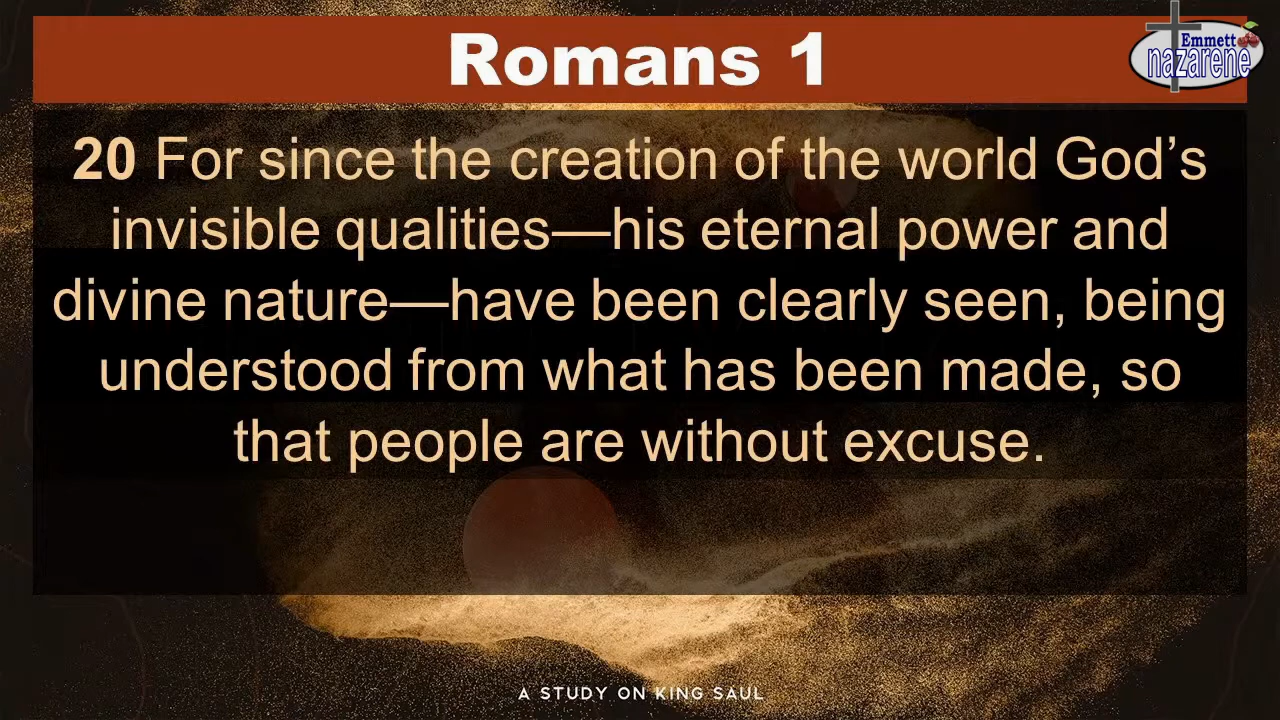 Romans 1
Emmett
nazarene
20 For since the creation of the world God’s
invisible qualities—his eternal power and
divine nature—have been clearly seen, being
understood from what has been made, so
that people are without excuse.
A STUDY ON KING SAUL